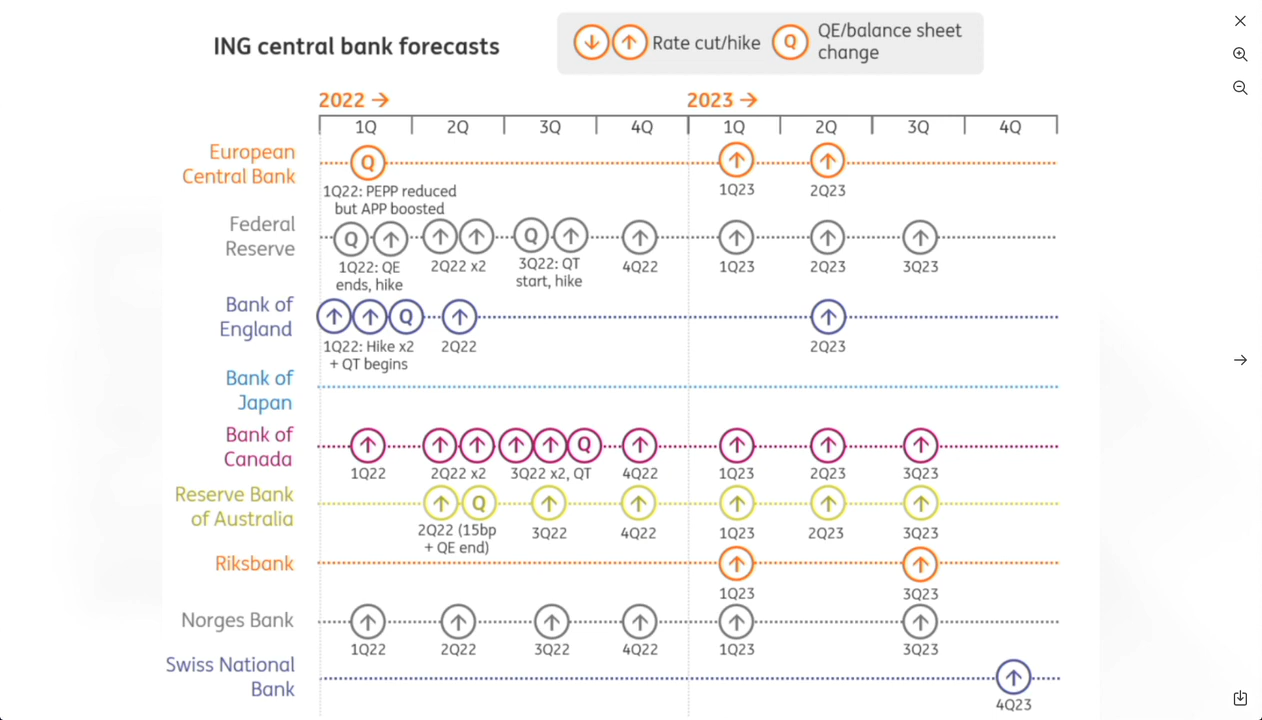 ING central bank forecasts
Rate cut/hike
Q
QE/balance sheet
change
2022 → 2023 →
1Q 2Q 3Q 4Q 1Q 2Q 3Q 4Q
European
Central Bank
Q
1Q22: PEPP reduced
but APP boosted
1Q23 2Q23
Federal
Reserve
Q Q
1Q22: QE
ends, hike
2Q22 x2
3Q22: QT
start, hike
4Q22 1Q23 2Q23 3Q23
Bank of
England
Q
1Q22: Hike x2
+ QT begins
2Q22 2Q23
Bank of
Japan
Bank of
Canada
Q
1Q22 2Q22 x2 3Q22 x2, QT 4Q22 1Q23 2Q23 3Q23
Reserve Bank
of Australia
Q
2Q22 (15bp
+ QE end)
3Q22 4Q22 1Q23 2Q23 3Q23
Riksbank
1Q23 3Q23
Norges Bank
1Q22 2Q22 3Q22 4Q22 1Q23 3Q23
Swiss National
Bank
4Q23